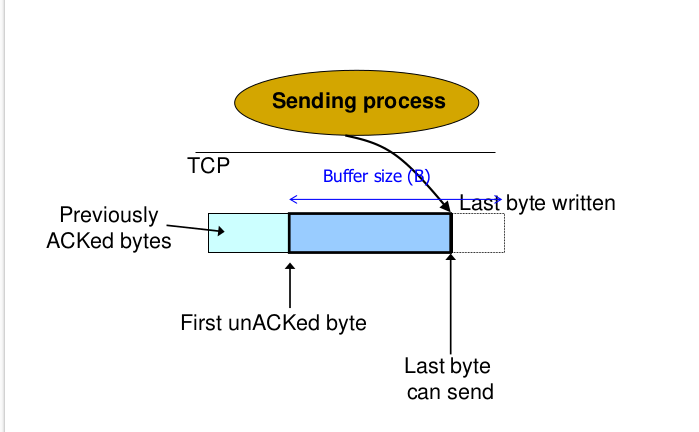 Sending process
TCP
Buffer size (B)
Last byte written
Previously
ACKed bytes
First unACKed byte
Last byte
can send